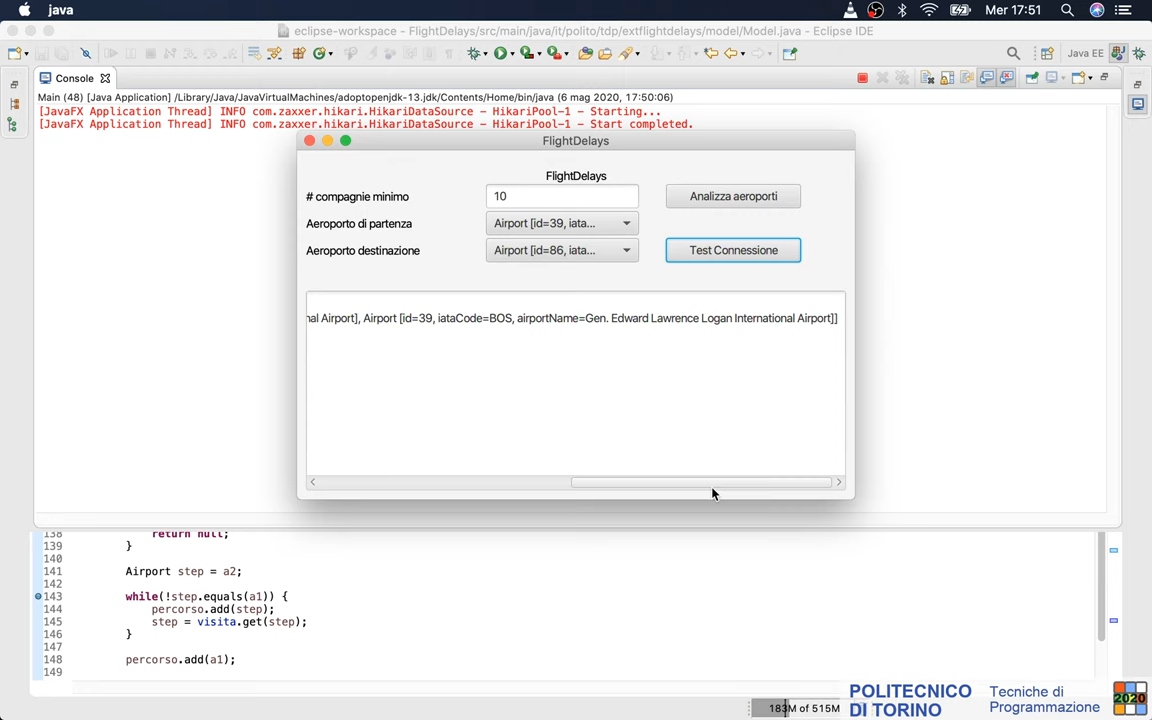 java
Mer 17:51
eclipse-workspace - FlightDelays/src/main/java/it/polito/tdp/extflightdelays/model/Model.java - Eclipse IDE
Java EE
Console
Main (48) [Java Application] /Library/Java/JavaVirtualMachines/adoptopenjdk-13.jdk/Contents/Home/bin/java (6 mag 2020, 17:50:06)
[JavaFX Application Thread] INFO com.zaxxer.hikari.HikariDataSource - HikariPool-1 - Starting...
[JavaFX Application Thread] INFO com.zaxxer.hikari.HikariDataSource - HikariPool-1 - Start completed.
FlightDelays
FlightDelays
# compagnie minimo
10
Analizza aeroporti
Aeroporto di partenza
Airport [id=39, iata...
Aeroporto destinazione
Airport [id=86, iata...
Test Connessione
nal Airport], Airport [id=39, iataCode=BOS, airportName=Gen. Edward Lawrence Logan International Airport]]
138 return null;
139 }
140
141 Airport step = a2;
142
143 while(!step.equals(a1)) {
144 percorso.add(step);
145 step = visita.get(step);
146 }
147
148 percorso.add(a1);
149
183M of 515M
POLITECNICO
DI TORINO
Tecniche di
Programmazione
2020